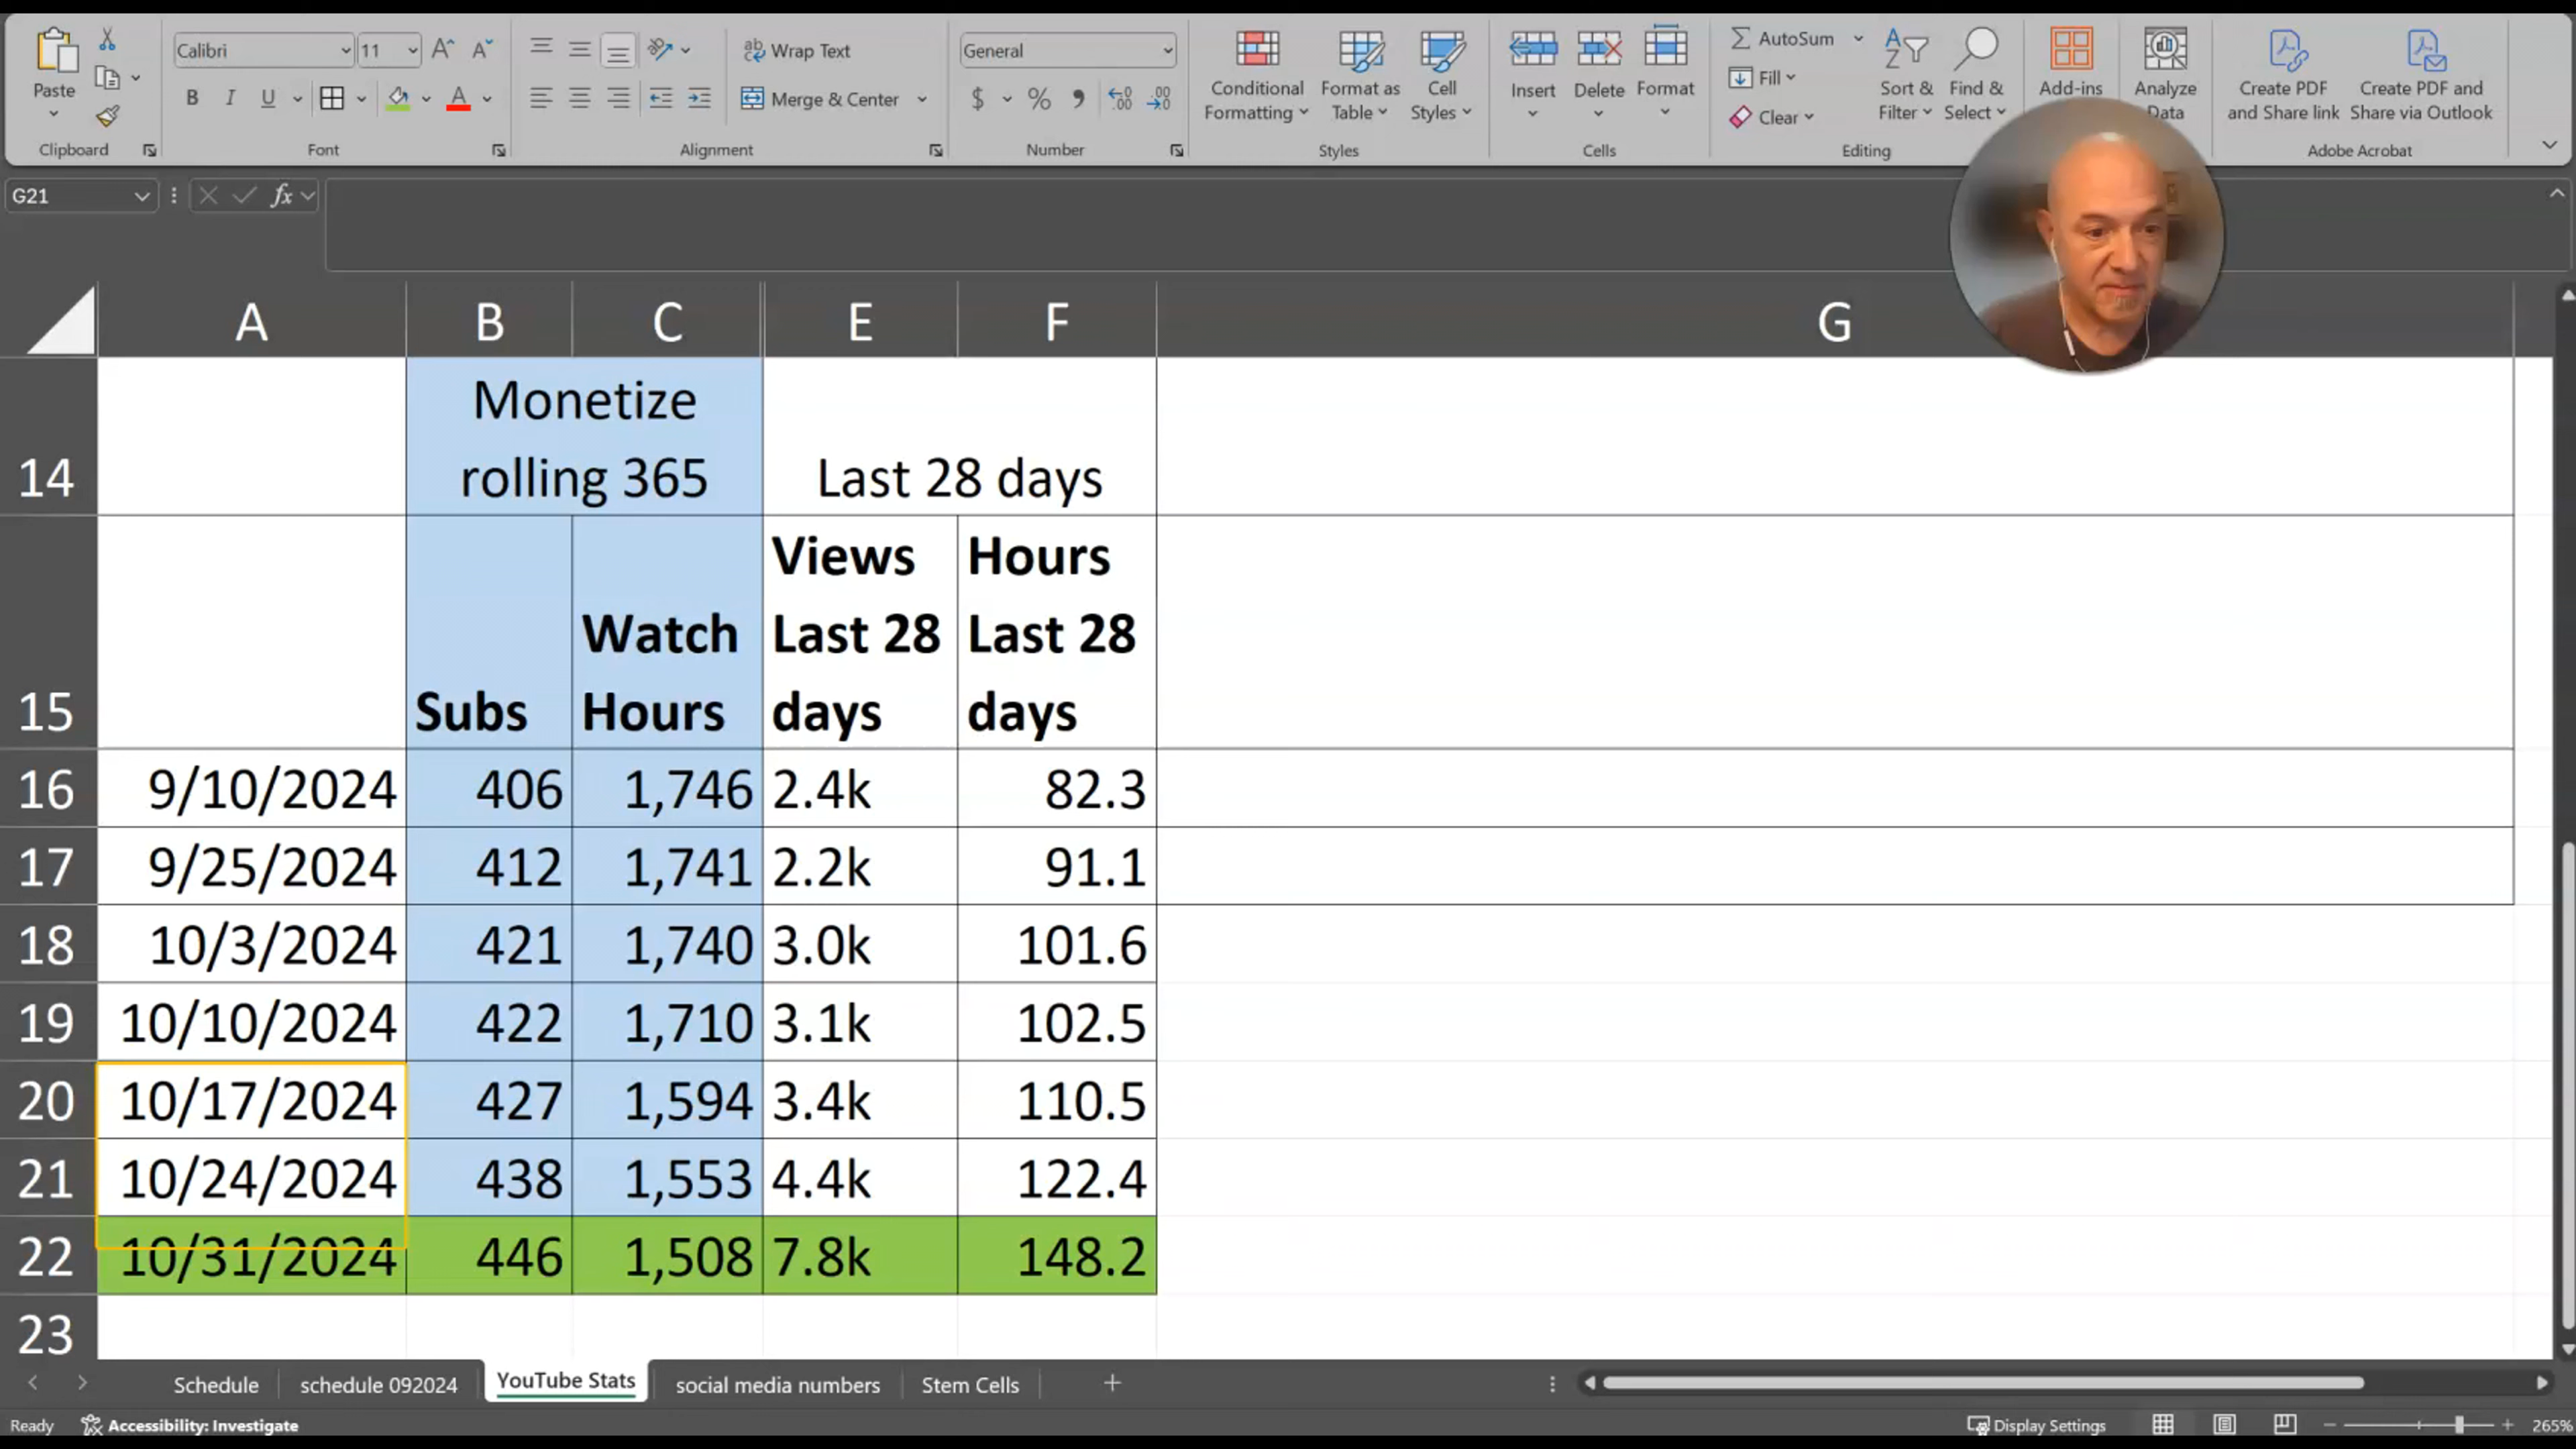 Paste
Clipboard
Calibri
11
B I U
A
Font
Wrap Text
Merge & Center
Alignment
General
$ % 9
Number
Conditional
Formatting
Format as
Table
Cell
Styles
Styles
Insert
Delete
Format
Cells
AutoSum
Fill
Clear
Sort &
Filter
Find &
Select
Editing
Add-ins
Analyze
Data
Create PDF
and Share link
Create PDF and
Share via Outlook
Adobe Acrobat
G21
fx
A B C E F G
14 Monetize
rolling 365 Last 28 days
15 Subs Watch Hours Views Last 28 days Hours Last 28 days
16 9/10/2024 406 1,746 2.4k 82.3
17 9/25/2024 412 1,741 2.2k 91.1
18 10/3/2024 421 1,740 3.0k 101.6
19 10/10/2024 422 1,710 3.1k 102.5
20 10/17/2024 427 1,594 3.4k 110.5
21 10/24/2024 438 1,553 4.4k 122.4
22 10/31/2024 446 1,508 7.8k 148.2
23
Schedule schedule 092024 YouTube Stats social media numbers Stem Cells
Ready Accessibility: Investigate Display Settings 265%